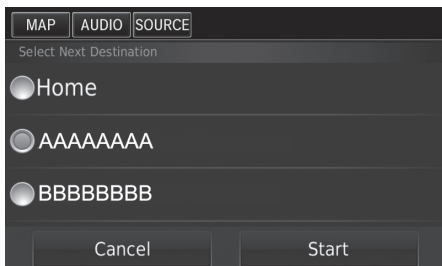 MAP AUDIO SOURCE
Select Next Destination
Home
AAAAAAAA
BBBBBBBB
Cancel Start